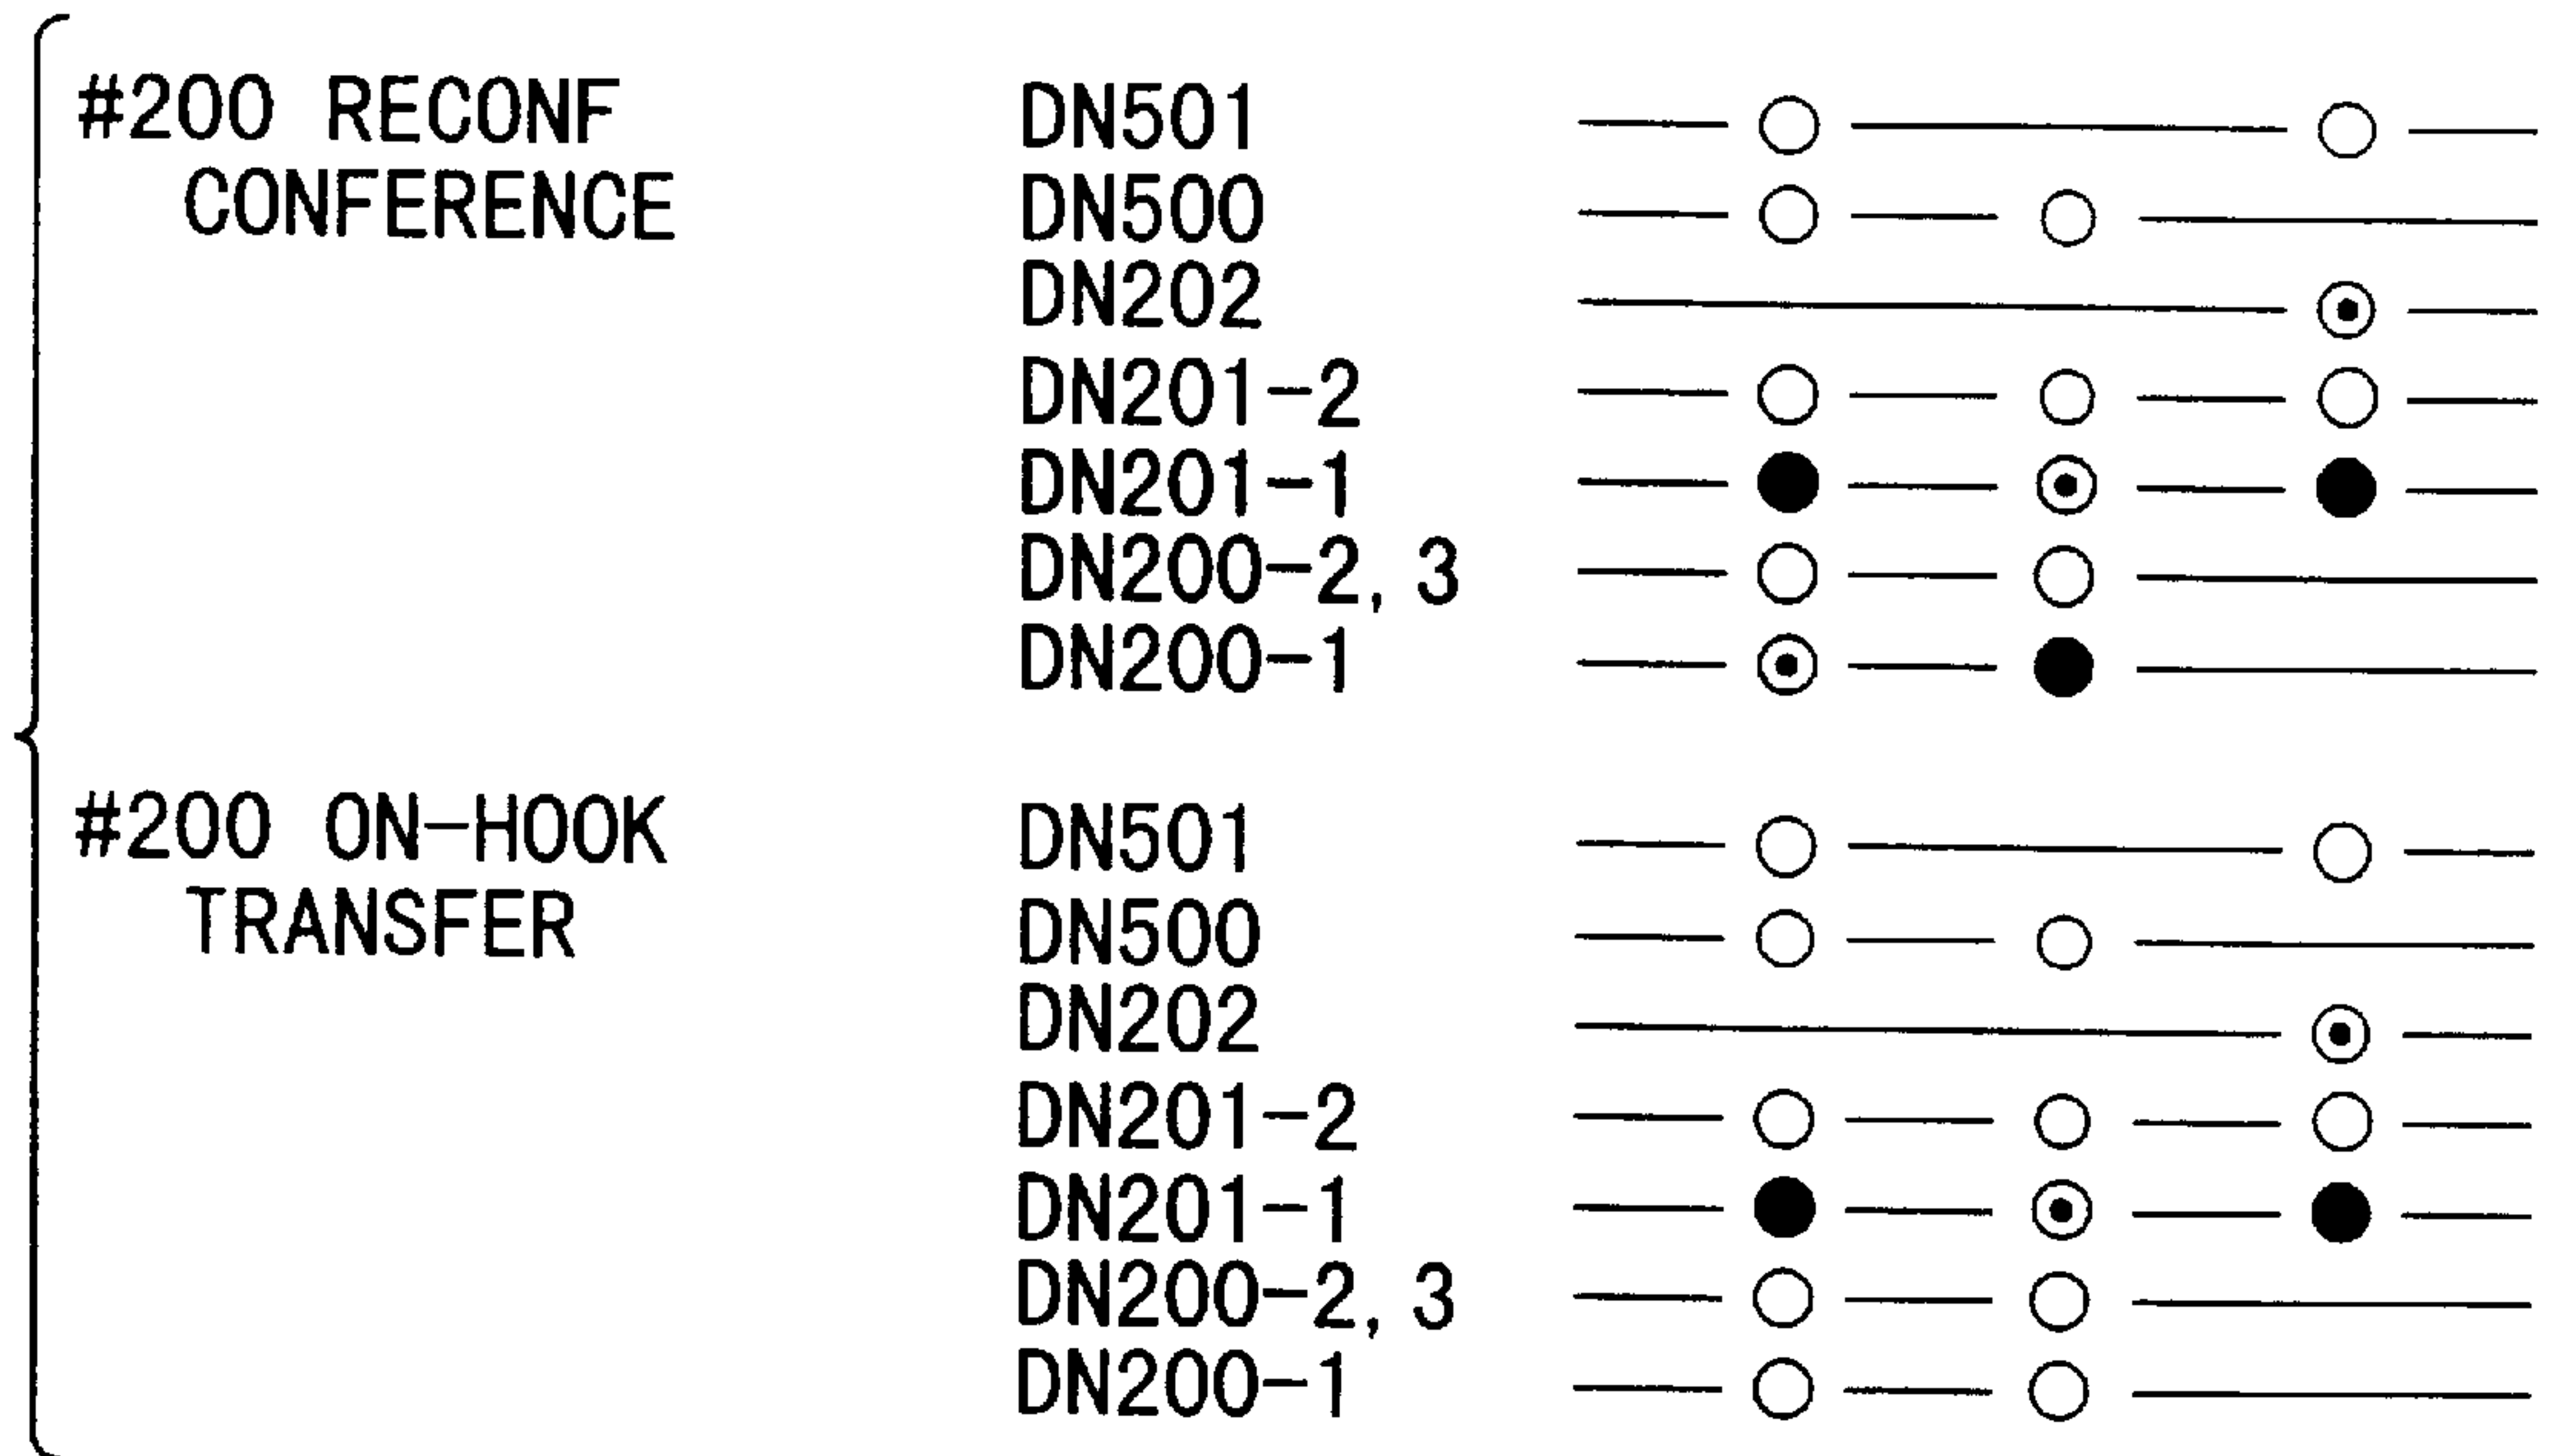 #200 RECONF DN501
CONFERENCE DN500
DN202
DN201-2
DN201-1
DN200-2, 3
DN200-1
#200 ON-HOOK DN501
TRANSFER DN500
DN202
DN201-2
DN201-1
DN200-2, 3
DN200-1